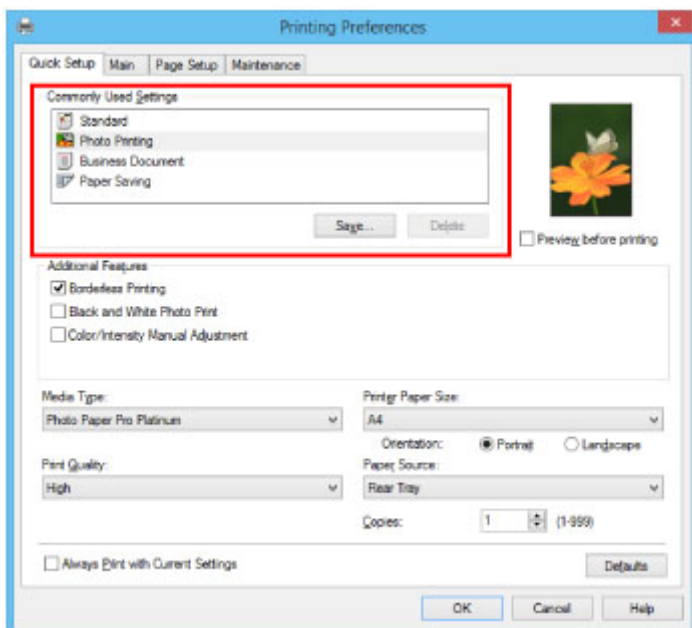 Printing Preferences
Quick Setup Main Page Setup Maintenance
Commonly Used Settings
Standard
Photo Printing
Business Document
Paper Saving
Save... Delete
Preview before printing
Additional Features
Borderless Printing
Black and White Photo Print
Color/Intensity Manual Adjustment
Media Type: Printer Paper Size:
Photo Paper Pro Platinum A4
Orientation: Portrait Landscape
Print Quality: Paper Source:
High Rear Tray
Copies: 1 (1-999)
Always Print with Current Settings Defaults
OK Cancel Help